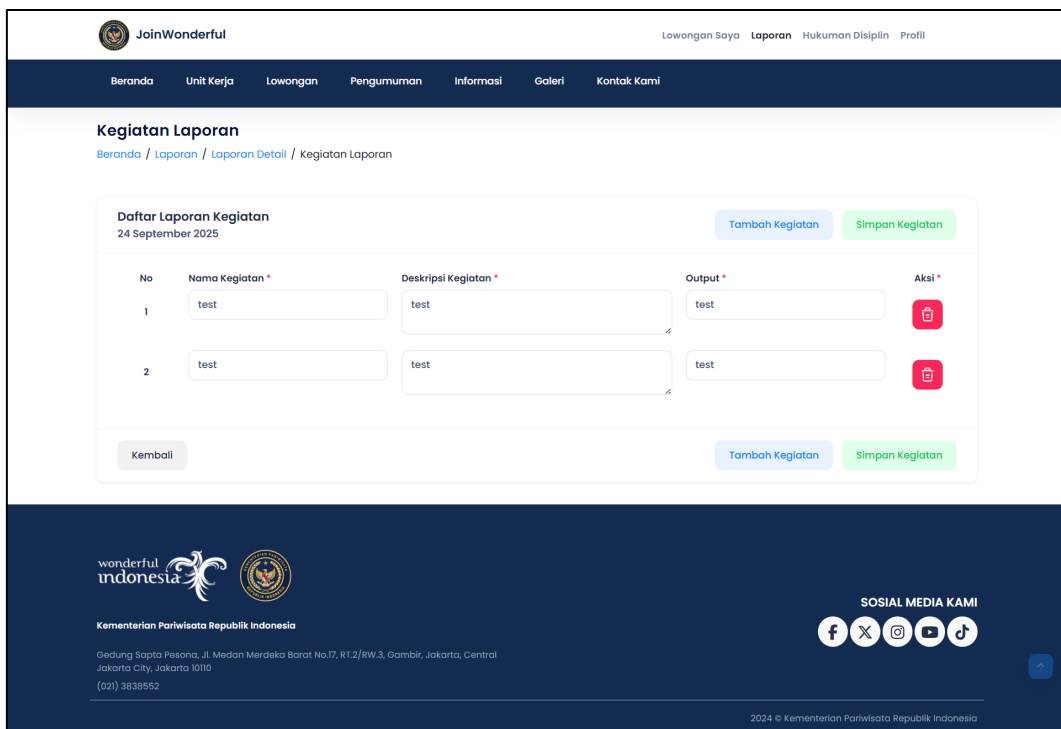 JoinWonderful
Lowongan Saya Laporan Hukuman Disiplin Profil
Beranda Unit Kerja Lowongan Pengumuman Informasi Galeri Kontak Kami
Kegiatan Laporan
Beranda / Laporan / Laporan Detail / Kegiatan Laporan
Daftar Laporan Kegiatan
24 September 2025
Tambah Kegiatan Simpan Kegiatan
No Nama Kegiatan * Deskripsi Kegiatan * Output * Aksi *
1 test test test
2 test test test
Kembali Tambah Kegiatan Simpan Kegiatan
wonderful
indonesia
SOSIAL MEDIA KAMI
Kementerian Pariwisata Republik Indonesia
Gedung Sapta Pesona, Jl. Medan Merdeka Barat No.17, RT.2/RW.3, Gambir, Jakarta, Central
Jakarta City, Jakarta 10110
(021) 3838552
2024 © Kementerian Pariwisata Republik Indonesia